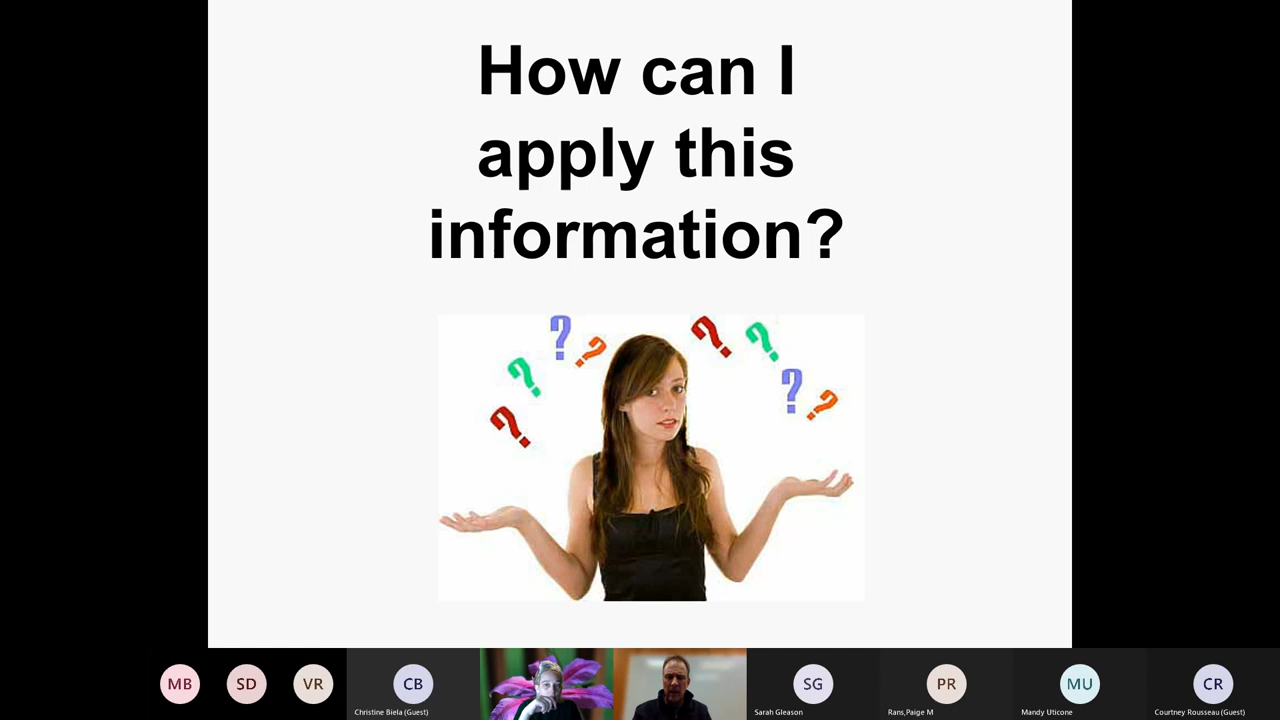 How can I
apply this
information?
? ? ? ? ? ? ? ?
MB
SD
VR
CB
Christine Biela (Guest)
SG
Sarah Gleason
PR
Rans,Paige M
MU
Mandy Uticone
CR
Courtney Rousseau (Guest)